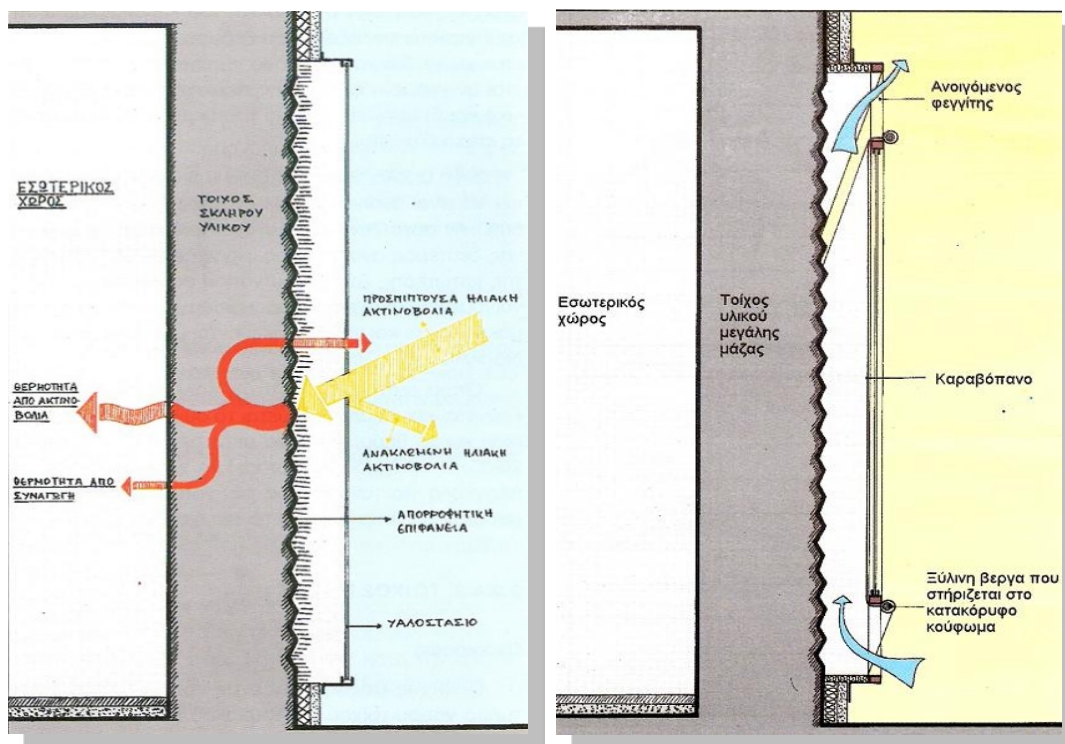 ΕΣΩΤΕΡΙΚΟΣ
ΧΩΡΟΣ
ΤΟΙΧΟΣ
ΣΚΛΗΡΟΥ
ΥΛΙΚΟΥ
ΠΡΟΣΠΙΠΤΟΥΣΑ ΗΛΙΑΚΗ
ΑΚΤΙΝΟΒΟΛΙΑ
ΘΕΡΜΟΤΗΤΑ
ΑΠΟ ΑΚΤΙΝΟ-
ΒΟΛΙΑ
ΑΝΑΚΛΩΜΕΝΗ ΗΛΙΑΚΗ
ΑΚΤΙΝΟΒΟΛΙΑ
ΘΕΡΜΟΤΗΤΑ ΑΠΟ
ΣΥΝΑΓΩΓΗ
ΑΠΟΡΡΟΦΗΤΙΚΗ
ΕΠΙΦΑΝΕΙΑ
ΥΑΛΟΣΤΑΣΙΟ
Ανοιγόμενος
φεγγίτης
Εσωτερικός
χώρος
Τοίχος
υλικού
μεγάλης
μάζας
Καραβόπανο
Ξύλινη βεργα που
στήριζεται στο
κατακόρυφο
κούφωμα